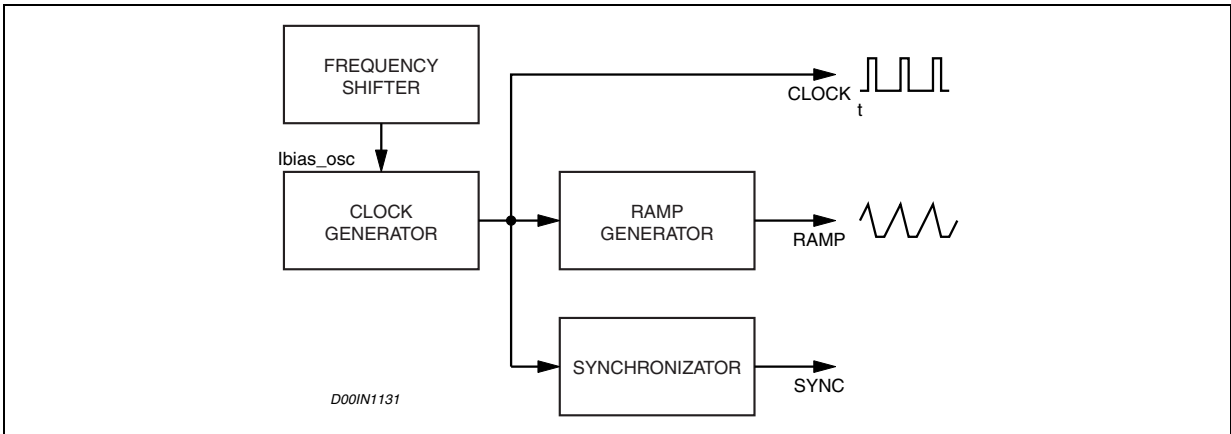 FREQUENCY
SHIFTER
CLOCK
t
Ibias_osc
CLOCK
GENERATOR
RAMP
GENERATOR
RAMP
SYNCHRONIZATOR
SYNC
D00IN1131